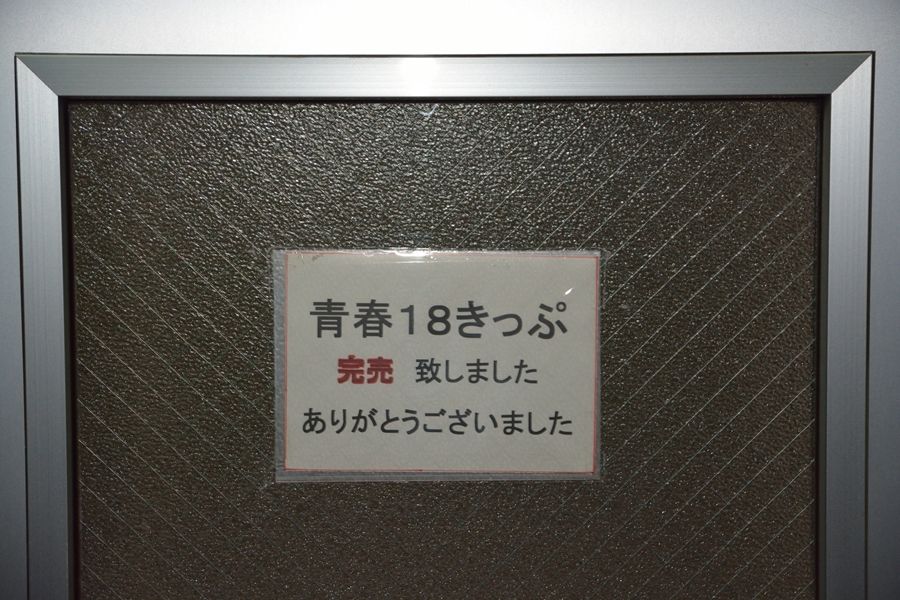 青春１８きっぷ
完売 致しました
ありがとうございました